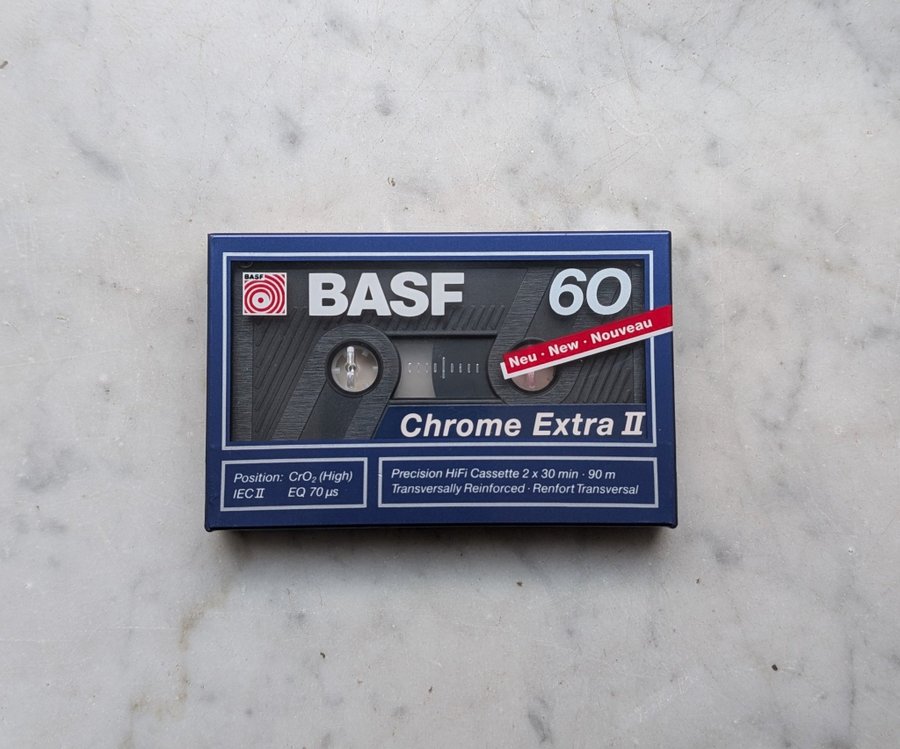 BASF
BASF 60
Neu · New · Nouveau
Chrome Extra II
Position: CrO₂ (High)
IEC II EQ 70 µs
Precision HiFi Cassette 2 x 30 min · 90 m
Transversally Reinforced · Renfort Transversal